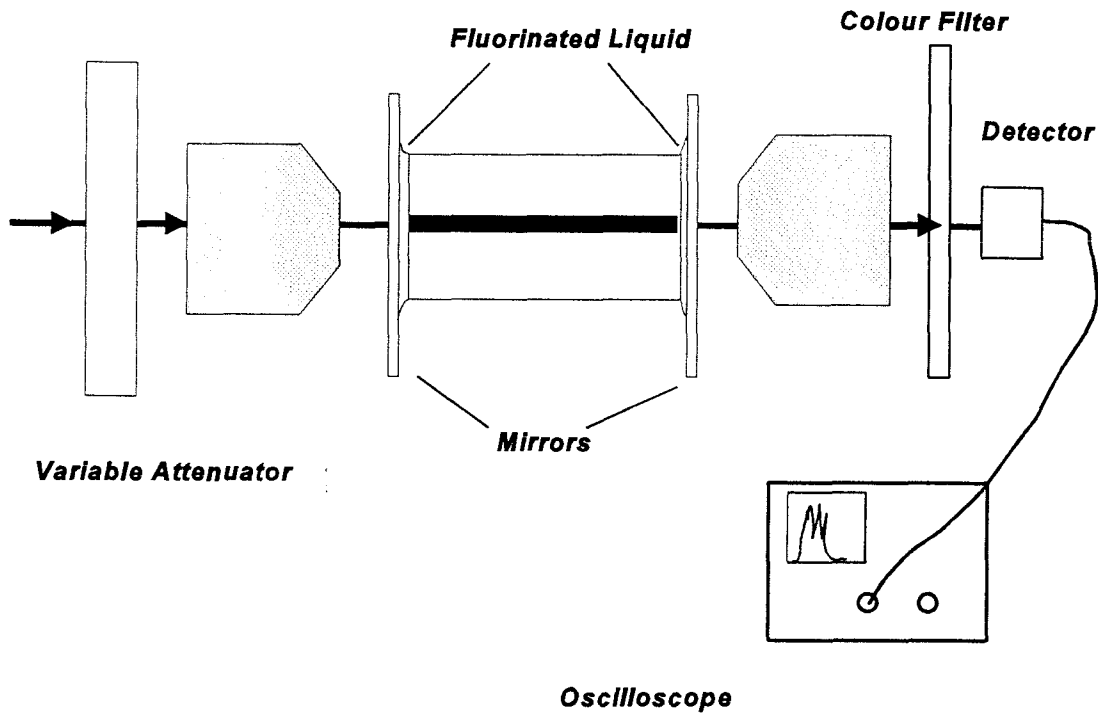 Colour Filter
Fluorinated Liquid
Detector
Mirrors
Variable Attenuator
Oscilloscope